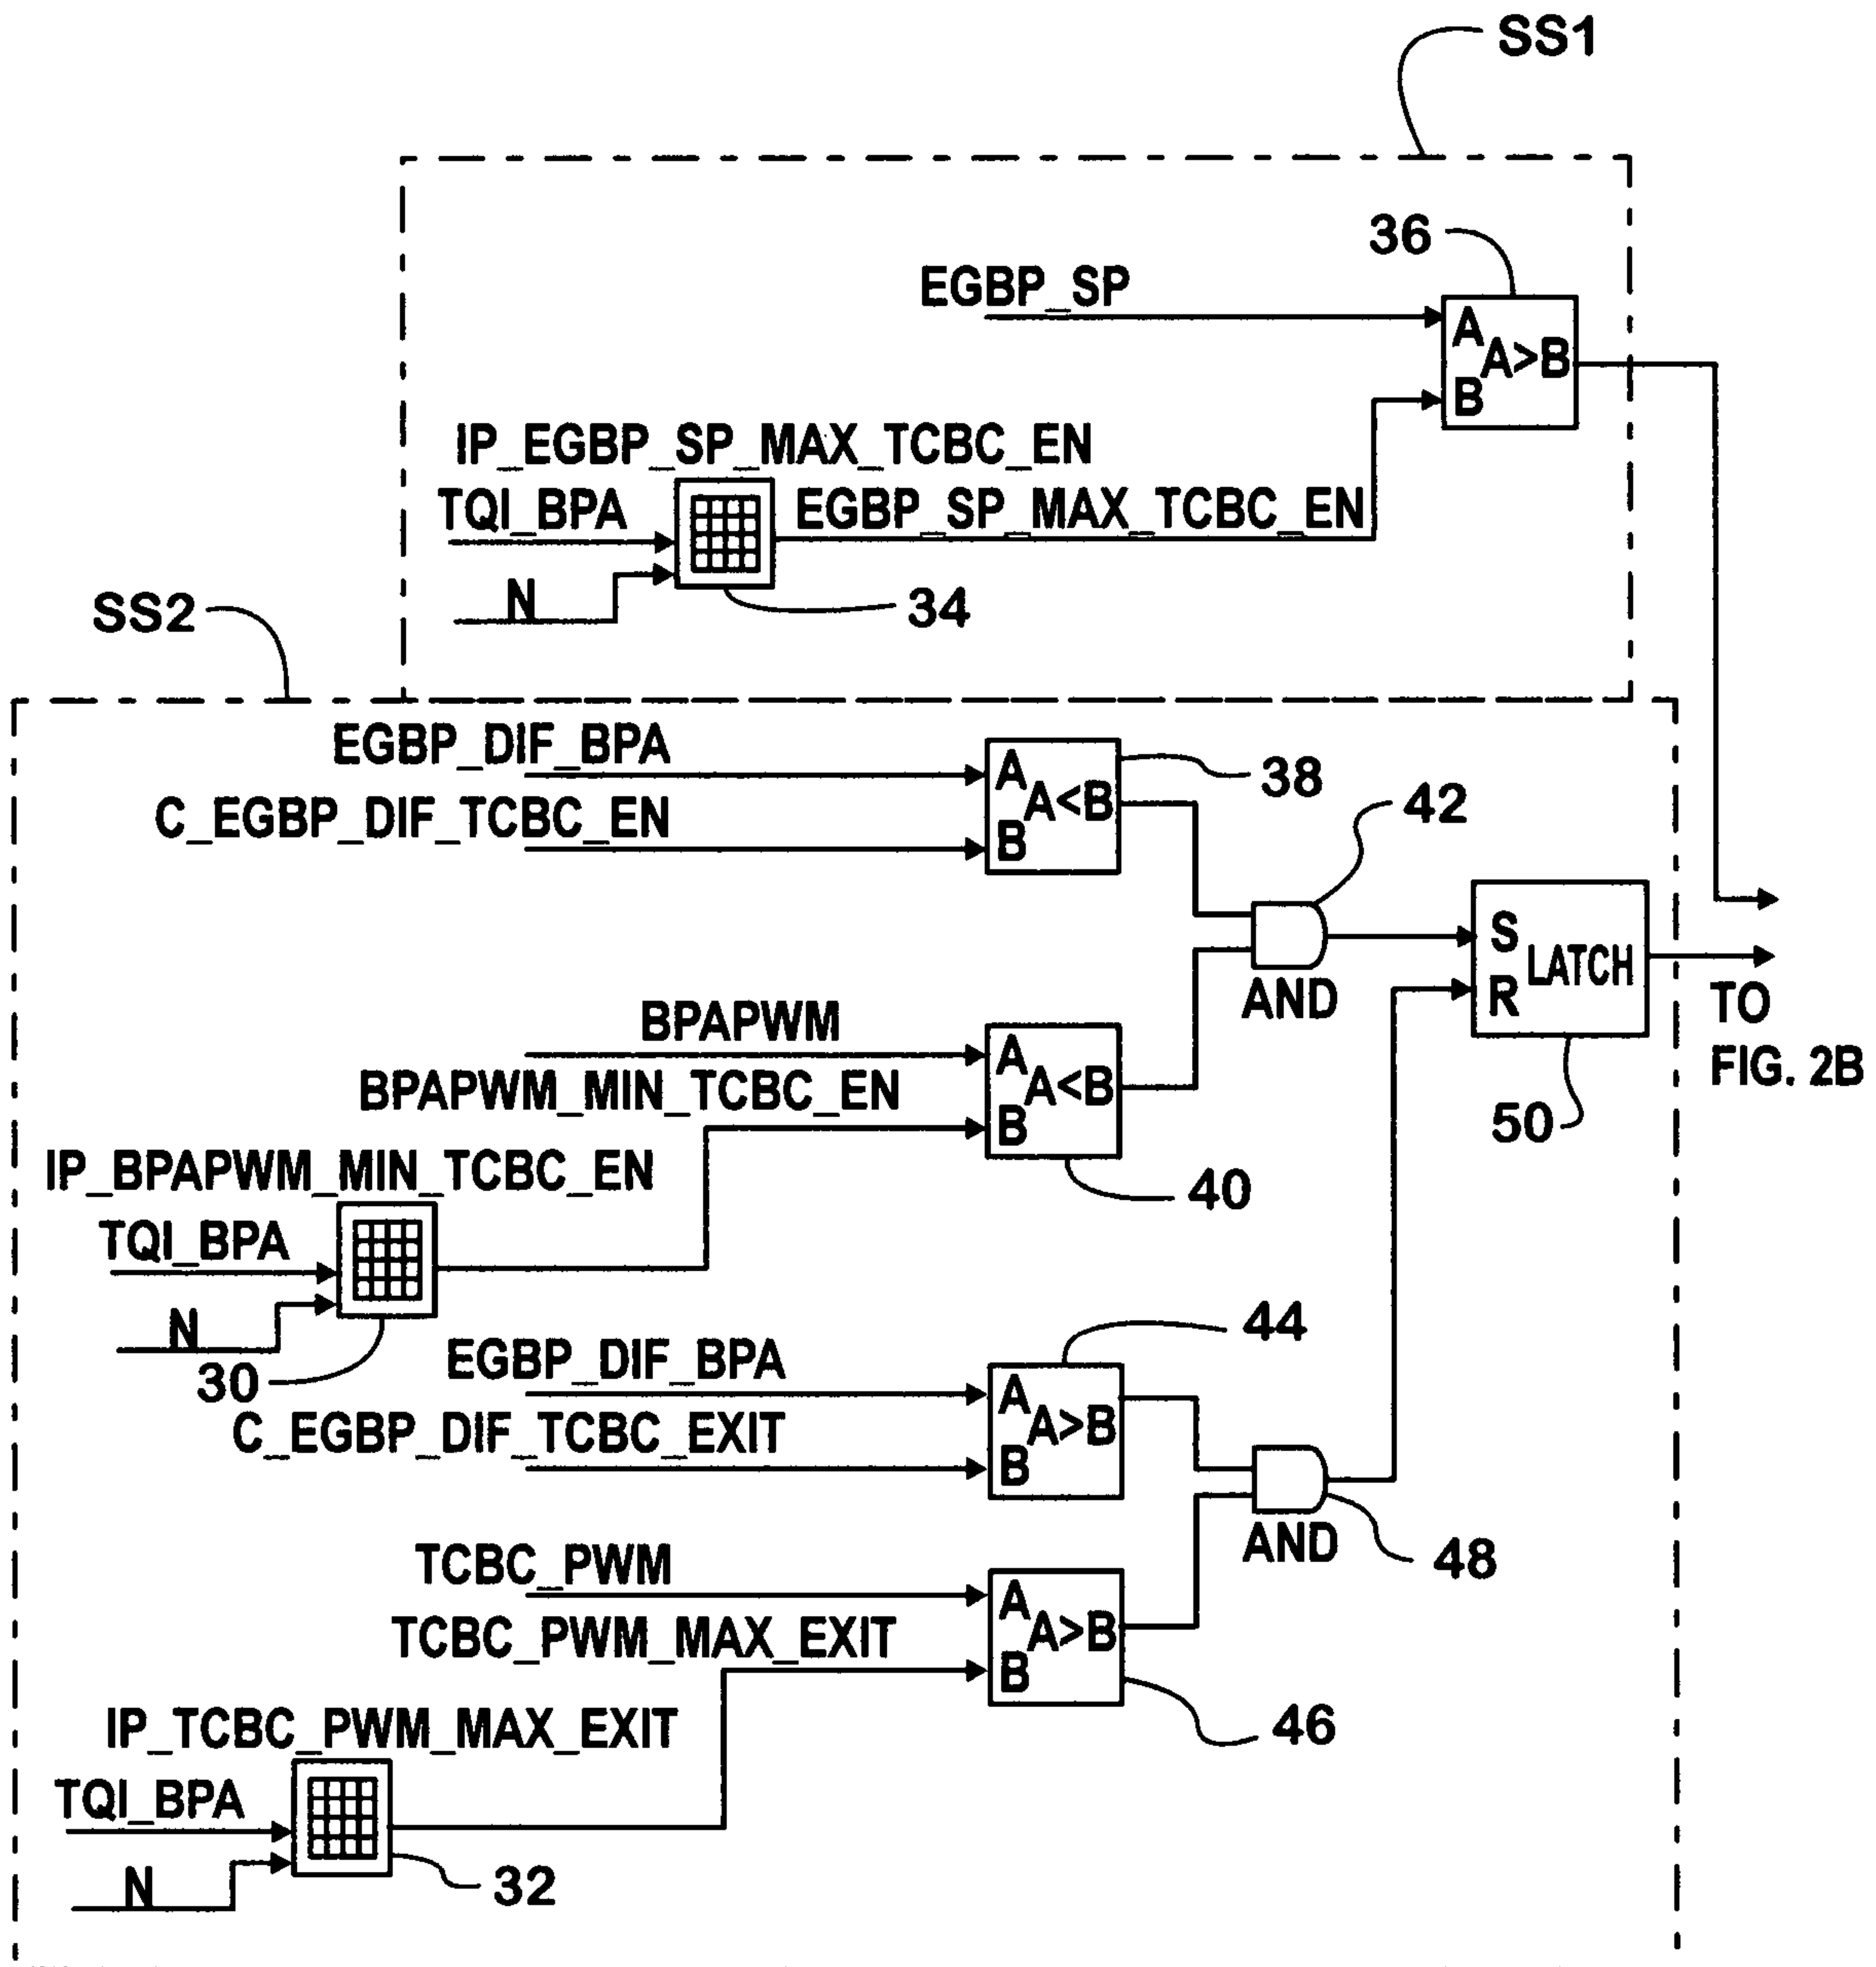 SS1
36
EGBP_SP
A
A>B
B
IP_EGBP_SP_MAX_TCBC_EN
TQI_BPA
EGBP_SP_MAX_TCBC_EN
N
34
SS2
EGBP_DIF_BPA
A
A<B
B
38
C_EGBP_DIF_TCBC_EN
42
AND
S
LATCH
R
50
TO
FIG. 2B
BPAPWM
A
A<B
B
BPAPWM_MIN_TCBC_EN
40
IP_BPAPWM_MIN_TCBC_EN
TQI_BPA
N
30
44
EGBP_DIF_BPA
A
A>B
B
C_EGBP_DIF_TCBC_EXIT
AND
48
TCBC_PWM
A
A>B
B
TCBC_PWM_MAX_EXIT
46
IP_TCBC_PWM_MAX_EXIT
TQI_BPA
N
32